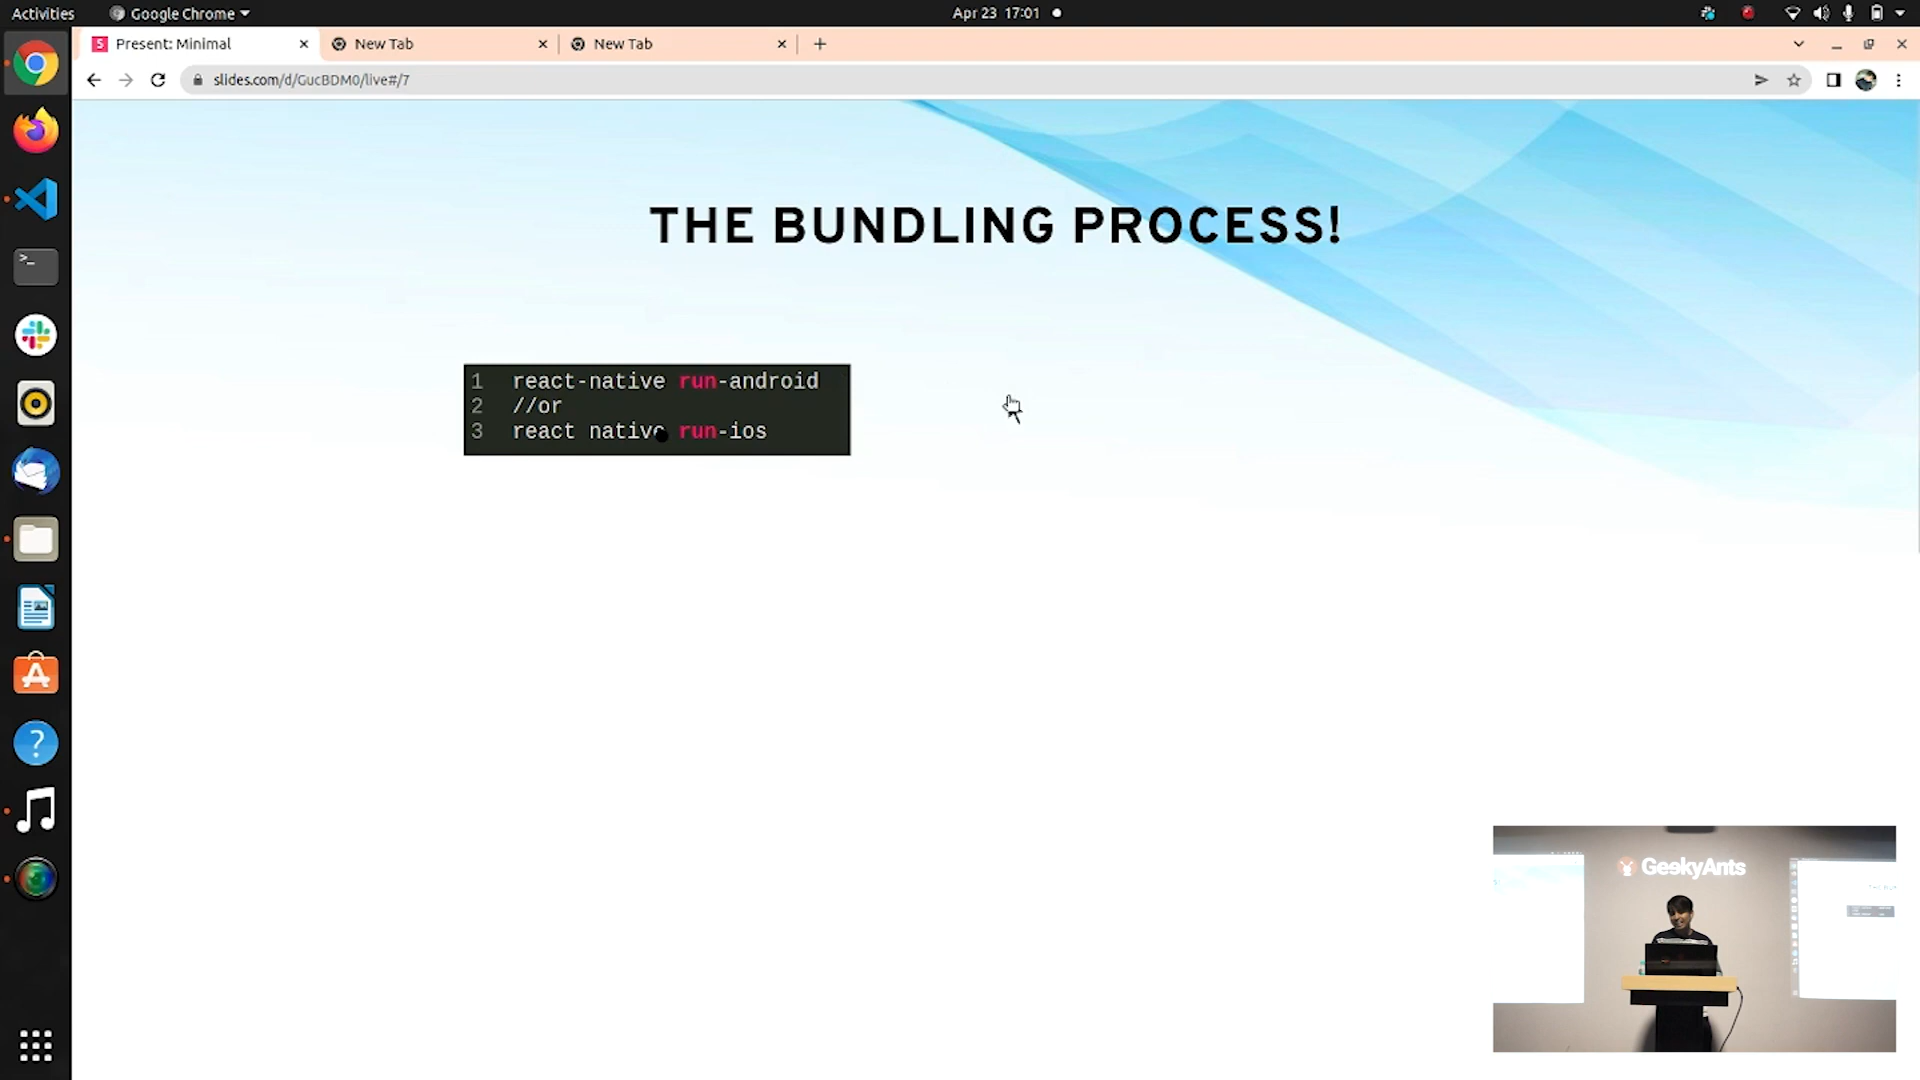 Activities
Google Chrome
Apr 23 17:01
Present: Minimal
New Tab
New Tab
slides.com/d/GucBDM0/live#/7
THE BUNDLING PROCESS!
1 react-native run-android
2 //or
3 react native run-ios
GeekyAnts